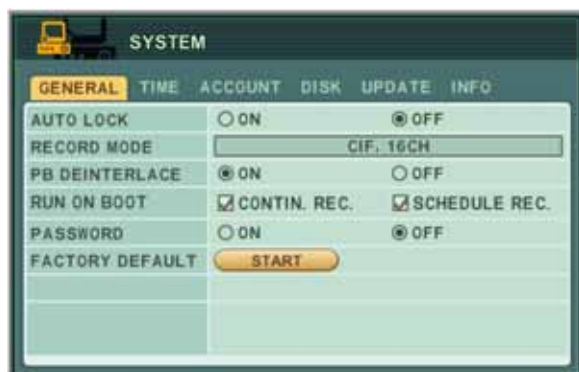 SYSTEM
GENERAL TIME ACCOUNT DISK UPDATE INFO
AUTO LOCK ON OFF
RECORD MODE CIF, 16CH
PB DEINTERLACE ON OFF
RUN ON BOOT CONTIN. REC. SCHEDULE REC.
PASSWORD ON OFF
FACTORY DEFAULT START